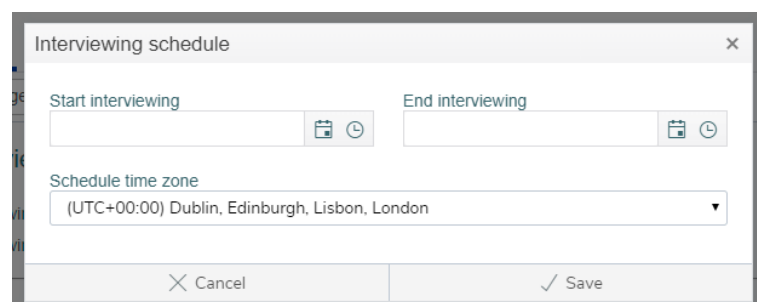 Interviewing schedule
Start interviewing
End interviewing
Schedule time zone
(UTC+00:00) Dublin, Edinburgh, Lisbon, London
Cancel
Save